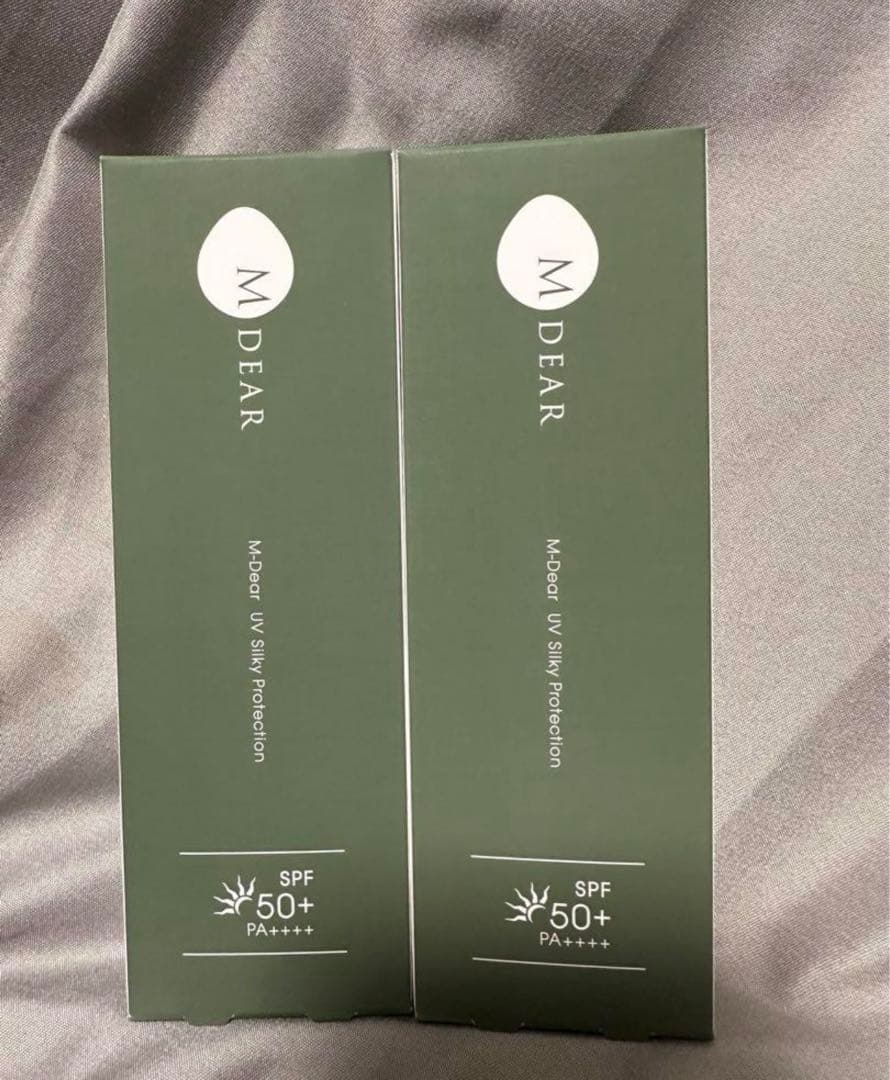 M DEAR
M-Dear UV Silky Protection
SPF
50+
PA++++
M DEAR
M-Dear UV Silky Protection
SPF
50+
PA++++